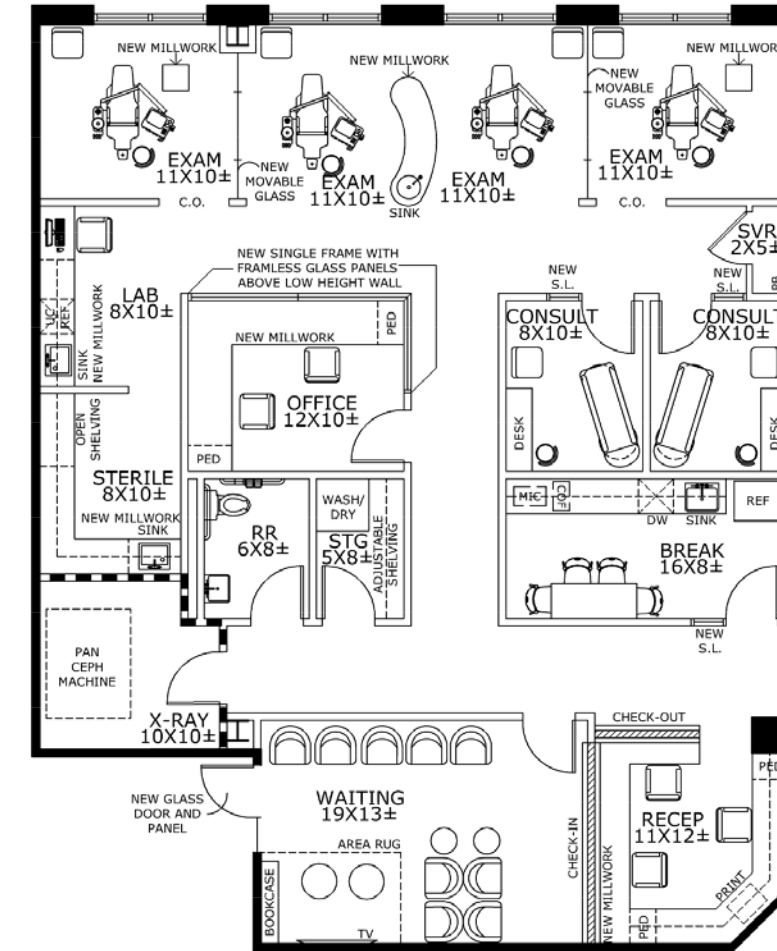 NEW MILLWORK
NEW MILLWORK
NEW MILLWOR
NEW
MOVABLE
GLASS
EXAM
11X10±
NEW
MOVABLE
GLASS
EXAM
11X10±
EXAM
11X10±
SINK
EXAM
11X10±
C.O.
C.O.
SVR
2X5±
NEW SINGLE FRAME WITH
FRAMLESS GLASS PANELS
ABOVE LOW HEIGHT WALL
NEW
S.L.
NEW
S.L.
LAB
8X10±
UC
REF
SINK
NEW MILLWORK
NEW MILLWORK
PED
CONSULT
8X10±
CONSULT
8X10±
OFFICE
12X10±
PED
OPEN
SHELVING
DESK
DESK
STERILE
8X10±
NEW MILLWORK
SINK
WASH/
DRY
RR
6X8±
STG
5X8±
ADJUSTABLE
SHELVING
MIC
COF
DW
SINK
REF
BREAK
16X8±
NEW
S.L.
PAN
CEPH
MACHINE
X-RAY
10X10±
CHECK-OUT
NEW GLASS
DOOR AND
PANEL
WAITING
19X13±
AREA RUG
BOOKCASE
TV
CHECK-IN
NEW MILLWORK
RECEP
11X12±
PED
PRINT
PED